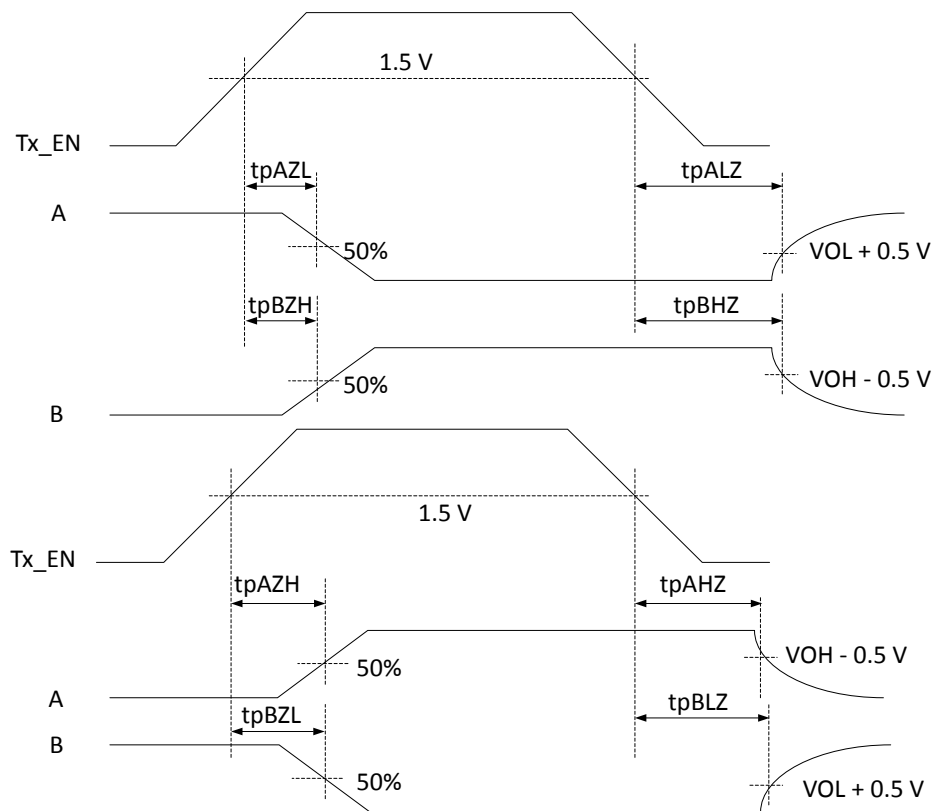 1.5 V
Tx_EN
tpAZL
tpALZ
A
50%
VOL + 0.5 V
tpBZH
tpBHZ
50%
VOH - 0.5 V
B
1.5 V
Tx_EN
tpAZH
tpAHZ
50%
VOH - 0.5 V
A
tpBZL
tpBLZ
B
50%
VOL + 0.5 V